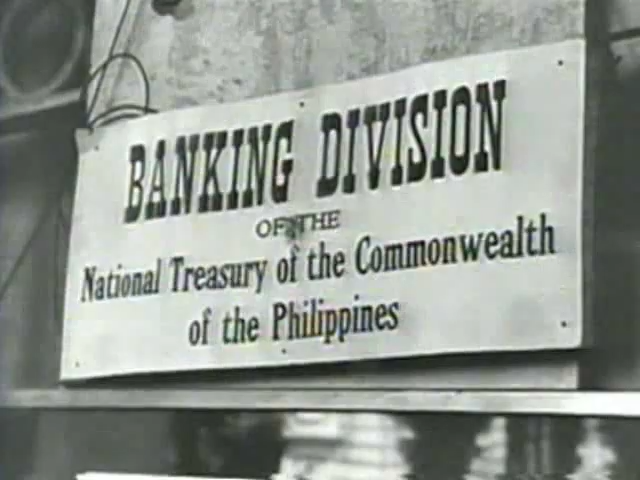 BANKING DIVISION
OF THE
National Treasury of the Commonwealth
of the Philippines